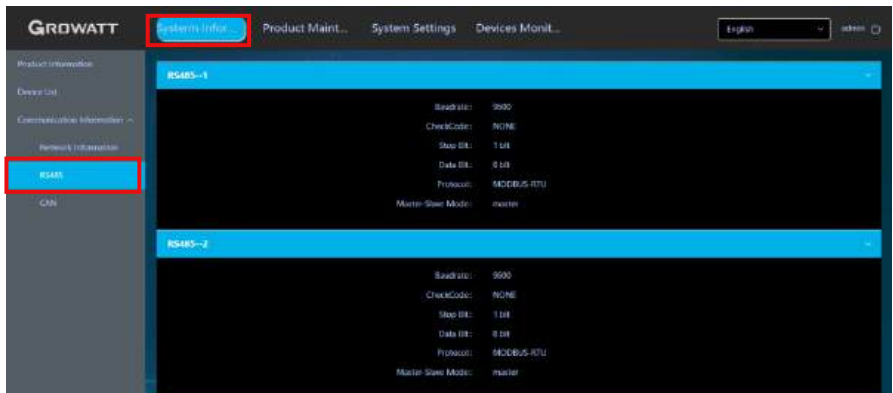 GROWATT
System Infor... Product Maint... System Settings Devices Monit... English admin
Product Information
Device List
Communication Information
Network Information
RS485
CAN
RS485--1
Baudrate: 9600
CheckCode: NONE
Stop Bit: 1 bit
Data Bit: 8 bit
Protocol: MODBUS-RTU
Master-Slave Mode: master
RS485--2
Baudrate: 9600
CheckCode: NONE
Stop Bit: 1 bit
Data Bit: 8 bit
Protocol: MODBUS-RTU
Master-Slave Mode: master